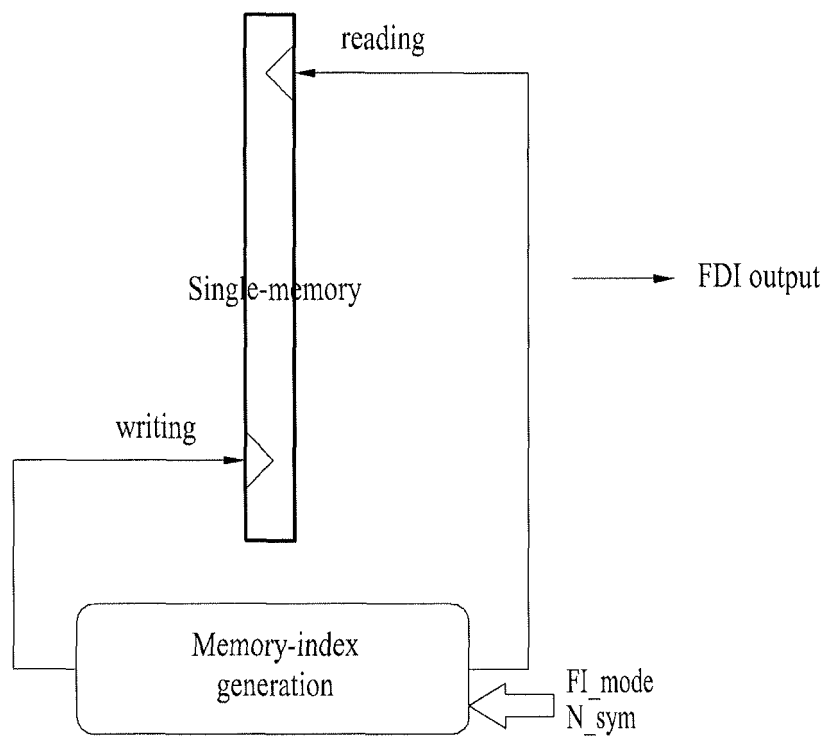 reading
FDI output
Single-memory
writing
Memory-index
generation
FI_mode
N_sym